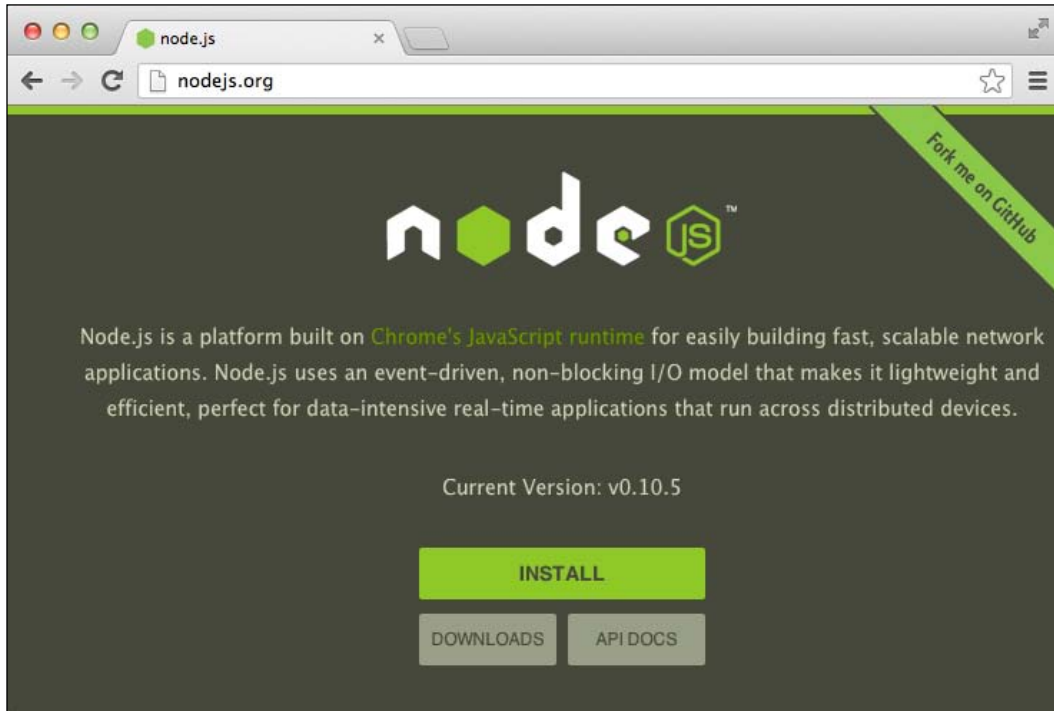 node.js
nodejs.org
Fork me on GitHub
node JS ™
Node.js is a platform built on Chrome's JavaScript runtime for easily building fast, scalable network
applications. Node.js uses an event-driven, non-blocking I/O model that makes it lightweight and
efficient, perfect for data-intensive real-time applications that run across distributed devices.
Current Version: v0.10.5
INSTALL
DOWNLOADS API DOCS